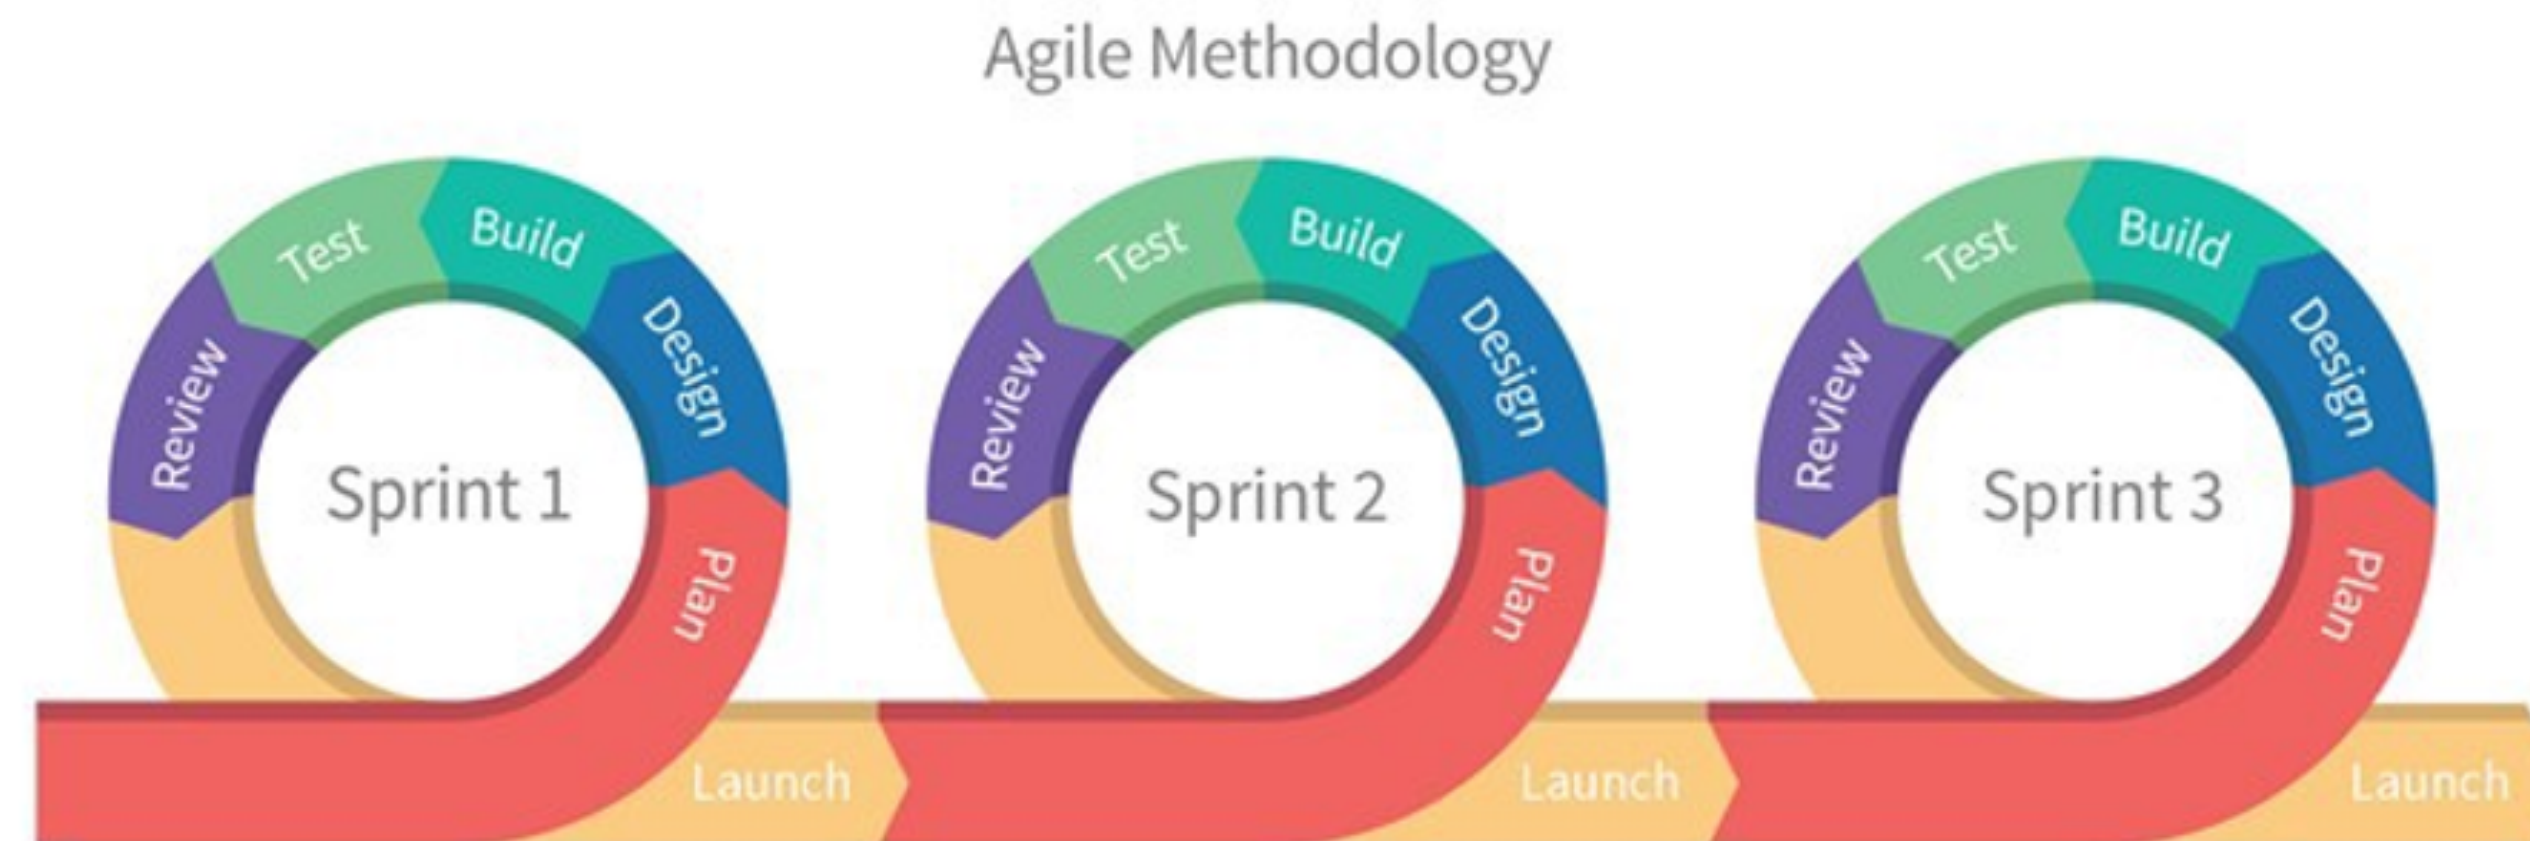 Agile Methodology
Sprint 1
Plan
Design
Build
Test
Review
Launch
Sprint 2
Plan
Design
Build
Test
Review
Launch
Sprint 3
Plan
Design
Build
Test
Review
Launch